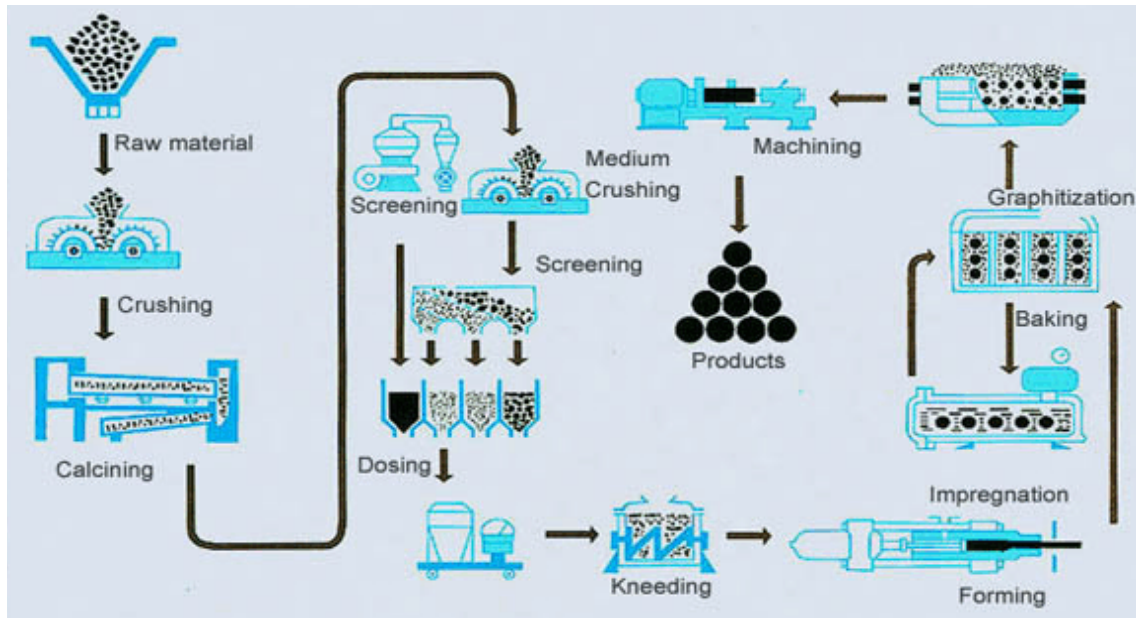 Raw material
Crushing
Calcining
Screening
Medium
Crushing
Screening
Dosing
Kneeding
Forming
Impregnation
Baking
Graphitization
Machining
Products